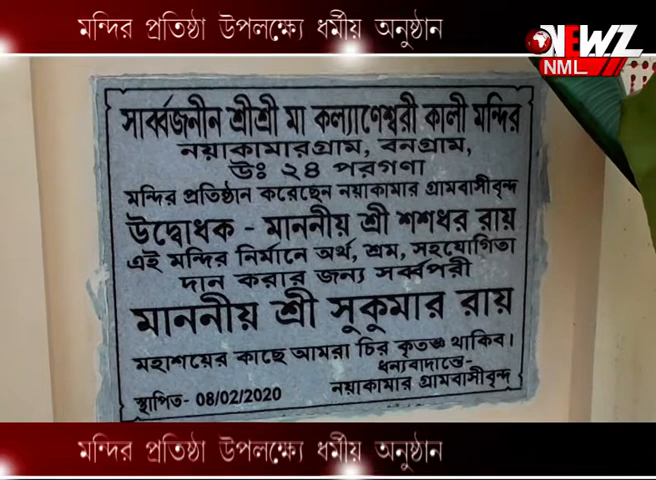 মন্দির প্রতিষ্ঠা উপলক্ষ্যে ধর্মীয় অনুষ্ঠান
NEWZ
NML
সার্ব্বজনীন শ্রীশ্রী মা কল্যাণেশ্বরী কালী মন্দির
নয়াকামারগ্রাম, বনগ্রাম,
উঃ ২৪ পরগণা
মন্দির প্রতিষ্ঠান করেছেন নয়াকামার গ্রামবাসীবৃন্দ
উদ্বোধক - মাননীয় শ্রী শশধর রায়
এই মন্দির নির্মানে অর্থ, শ্রম, সহযোগিতা
দান করার জন্য সর্ব্বপরী
মাননীয় শ্রী সুকুমার রায়
মহাশয়ের কাছে আমরা চির কৃতজ্ঞ থাকিব।
ধন্যবাদান্তে-
স্থাপিত- 08/02/2020 নয়াকামার গ্রামবাসীবৃন্দ
মন্দির প্রতিষ্ঠা উপলক্ষ্যে ধর্মীয় অনুষ্ঠান